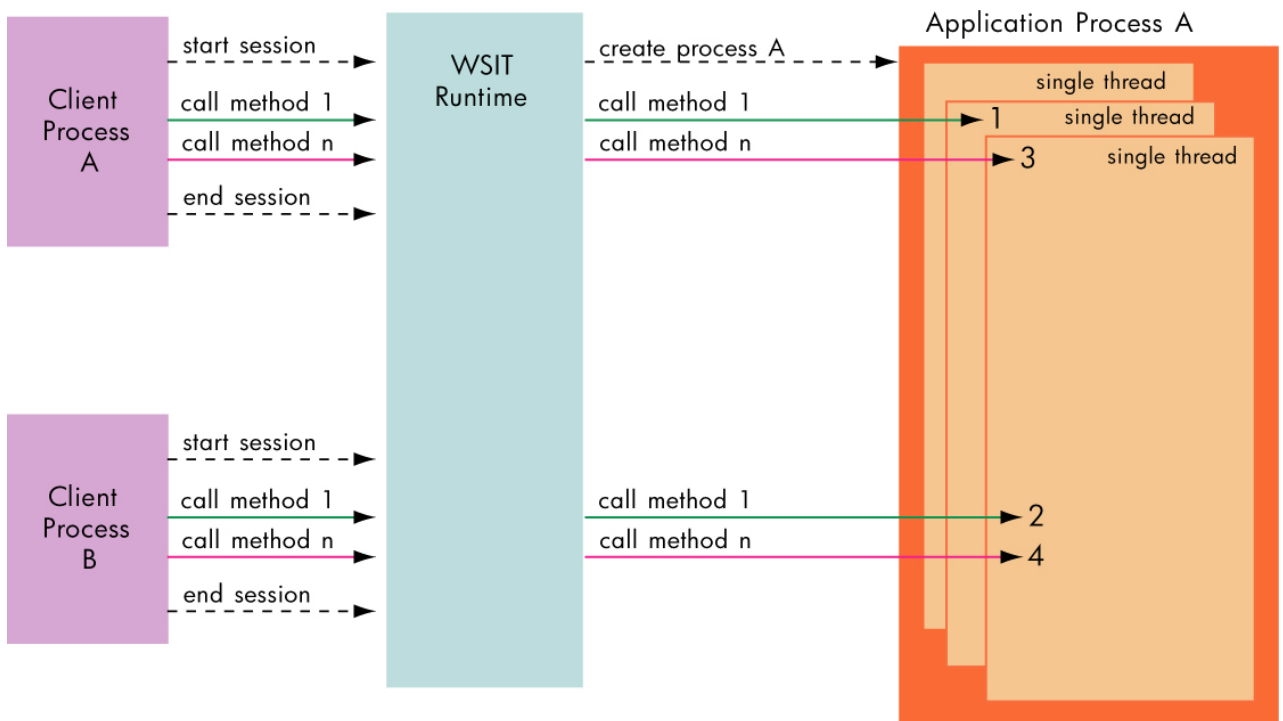 Application Process A
start session
create process A
WSIT
Runtime
single thread
Client
Process
A
call method 1
call method 1
1
single thread
call method n
call method n
3
single thread
end session
start session
Client
Process
B
call method 1
call method 1
2
call method n
call method n
4
end session